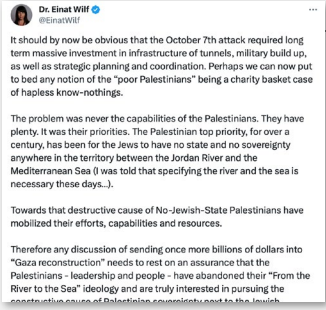 Dr. Einat Wilf
@EinatWilf
It should by now be obvious that the October 7th attack required long
term massive investment in infrastructure of tunnels, military build up,
as well as strategic planning and coordination. Perhaps we can now put
to bed any notion of the “poor Palestinians” being a charity basket case
of hapless know-nothings.
The problem was never the capabilities of the Palestinians. They have
plenty. It was their priorities. The Palestinian top priority, for over a
century, has been for the Jews to have no state and no sovereignty
anywhere in the territory between the Jordan River and the
Mediterranean Sea (I was told that specifying the river and the sea is
necessary these days...).
Towards that destructive cause of No-Jewish-State Palestinians have
mobilized their efforts, capabilities and resources.
Therefore any discussion of sending once more billions of dollars into
“Gaza reconstruction” needs to rest on an assurance that the
Palestinians - leadership and people - have abandoned their “From the
River to the Sea” ideology and are truly interested in pursuing the
constructive cause of Palestinian sovereignty next to the Jewish